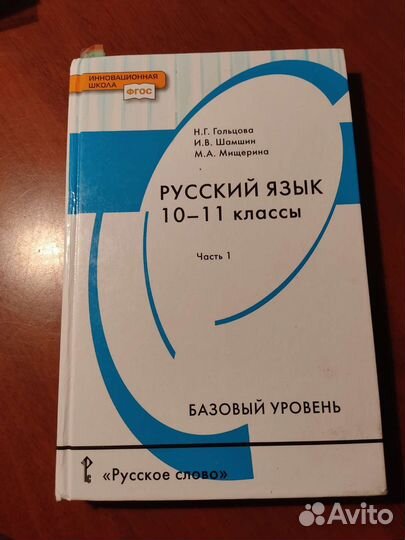 ИННОВАЦИОННАЯ
ШКОЛА
ФГОС
Н.Г. Гольцова
И.В. Шамшин
М.А. Мищерина
РУССКИЙ ЯЗЫК
10–11 классы
Часть 1
БАЗОВЫЙ УРОВЕНЬ
«Русское слово»
Avito